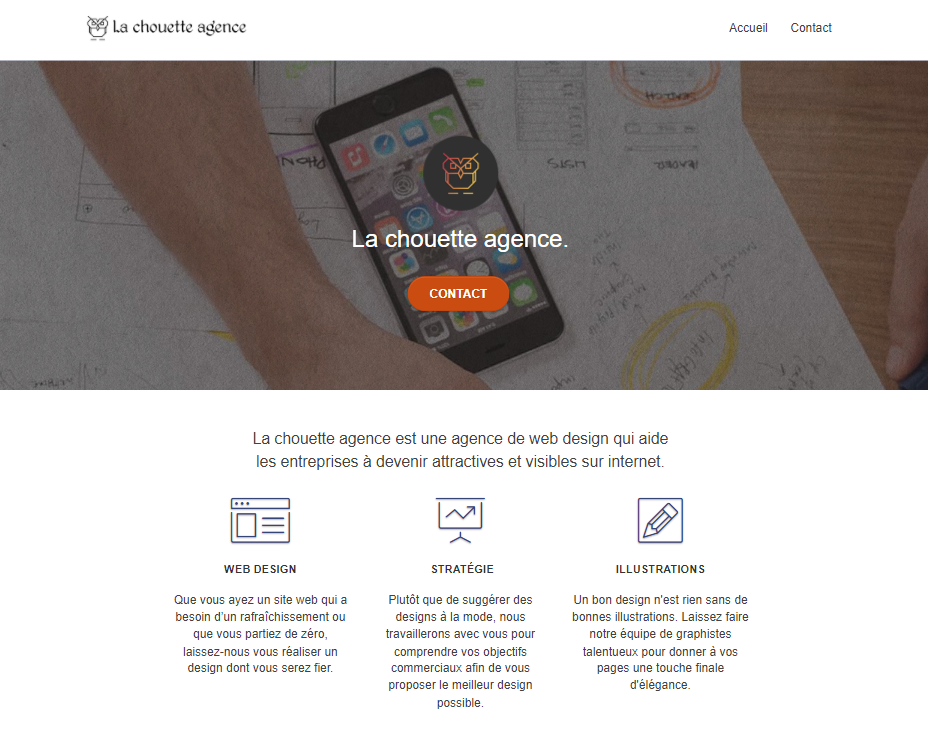 La chouette agence
Accueil Contact
SEARCH
PHON
LISTS
HEADER
La chouette agence.
CONTACT
La chouette agence est une agence de web design qui aide
les entreprises à devenir attractives et visibles sur internet.
WEB DESIGN
Que vous ayez un site web qui a
besoin d’un rafraîchissement ou
que vous partiez de zéro,
laissez-nous vous réaliser un
design dont vous serez fier.
STRATÉGIE
Plutôt que de suggérer des
designs à la mode, nous
travaillerons avec vous pour
comprendre vos objectifs
commerciaux afin de vous
proposer le meilleur design
possible.
ILLUSTRATIONS
Un bon design n'est rien sans de
bonnes illustrations. Laissez faire
notre équipe de graphistes
talentueux pour donner à vos
pages une touche finale
d'élégance.